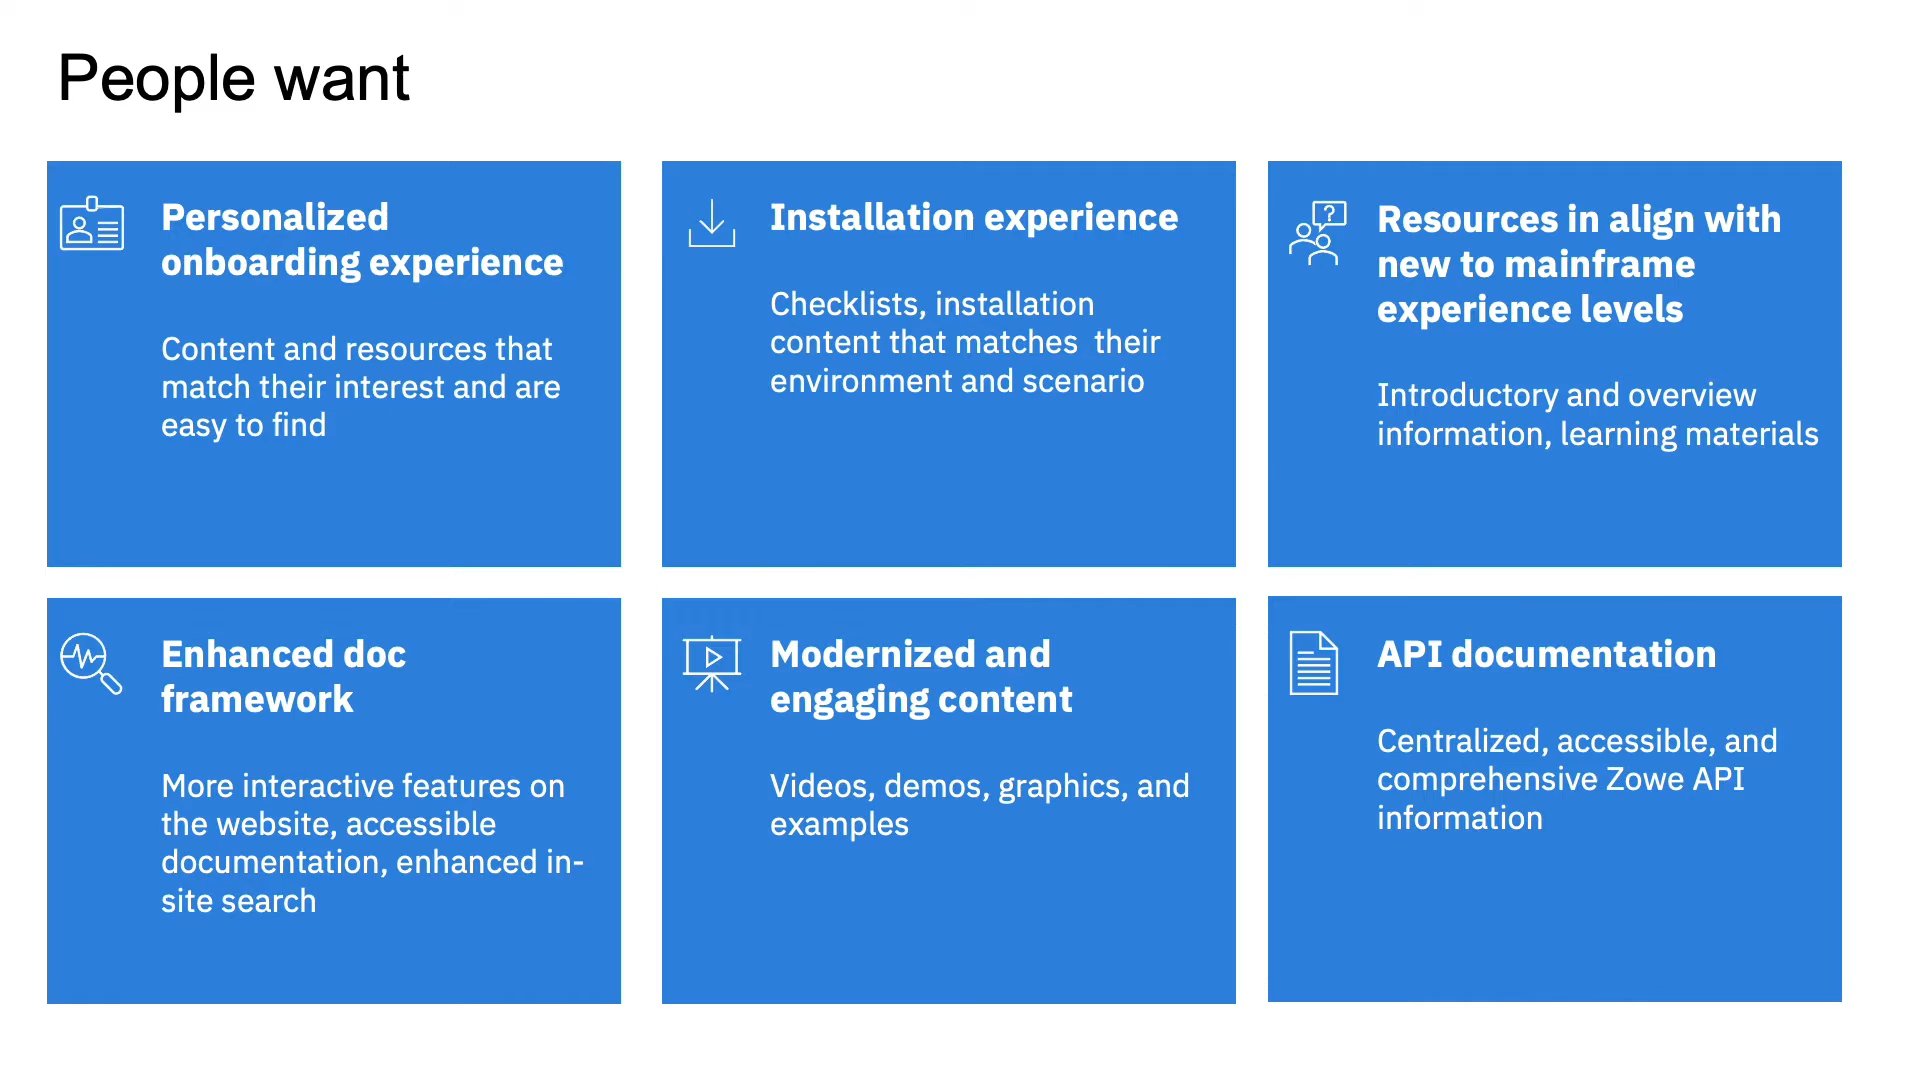 People want
Personalized
onboarding experience
Content and resources that
match their interest and are
easy to find
Installation experience
Checklists, installation
content that matches  their
environment and scenario
?
Resources in align with
new to mainframe
experience levels
Introductory and overview
information, learning materials
Enhanced doc
framework
More interactive features on
the website, accessible
documentation, enhanced in-
site search
Modernized and
engaging content
Videos, demos, graphics, and
examples
API documentation
Centralized, accessible, and
comprehensive Zowe API
information